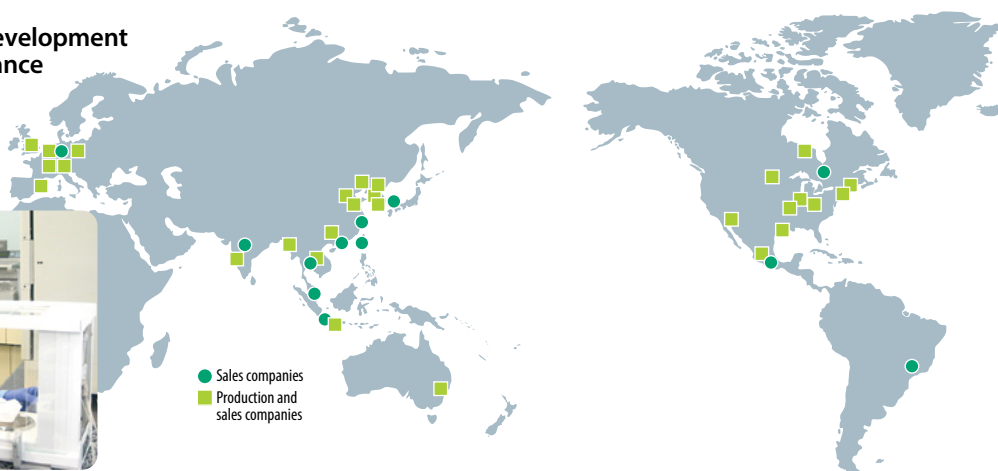 evelopment
ance
Sales companies
Production and
sales companies